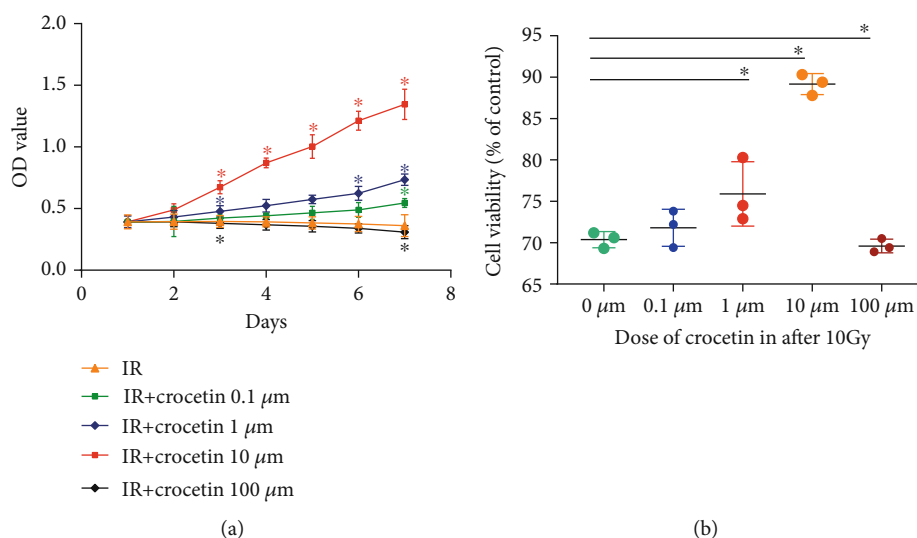 2.0
1.5
1.0
0.5
0.0
OD value
0
2
4
6
8
Days
*
*
*
*
*
*
*
*
*
*
*
IR
IR+crocetin 0.1 μm
IR+crocetin 1 μm
IR+crocetin 10 μm
IR+crocetin 100 μm
(a)
95
90
85
80
75
70
65
Cell viability (% of control)
*
*
*
0 μm
0.1 μm
1 μm
10 μm
100 μm
Dose of crocetin in after 10Gy
(b)